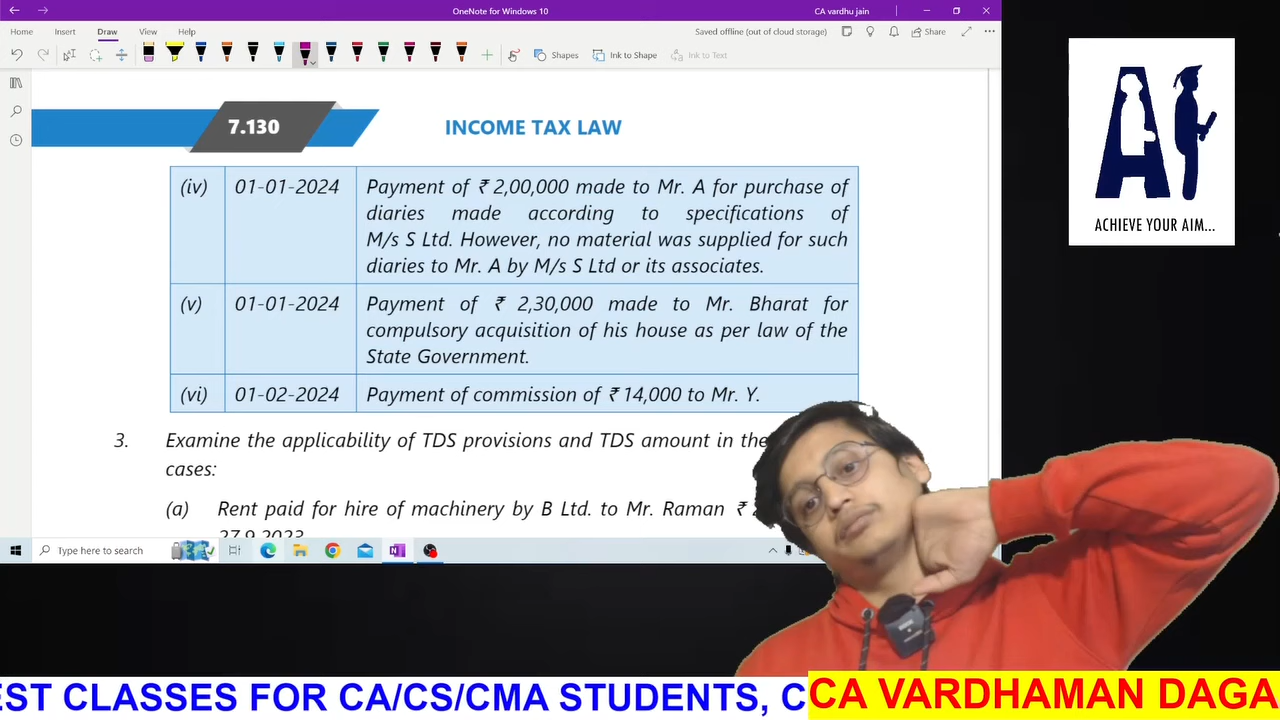 OneNote for Windows 10
CA vardhu jain
Home Insert Draw View Help
Saved offline (out of cloud storage) Share
Shapes Ink to Shape Ink to Text
7.130 INCOME TAX LAW
(iv) 01-01-2024 Payment of ₹ 2,00,000 made to Mr. A for purchase of
diaries made according to specifications of
M/s S Ltd. However, no material was supplied for such
diaries to Mr. A by M/s S Ltd or its associates.
(v) 01-01-2024 Payment of ₹ 2,30,000 made to Mr. Bharat for
compulsory acquisition of his house as per law of the
State Government.
(vi) 01-02-2024 Payment of commission of ₹ 14,000 to Mr. Y.
3. Examine the applicability of TDS provisions and TDS amount in the
cases:
(a) Rent paid for hire of machinery by B Ltd. to Mr. Raman ₹
27.9.2023
Type here to search
ACHIEVE YOUR AIM...
EST CLASSES FOR CA/CS/CMA STUDENTS, C
CA VARDHAMAN DAGA